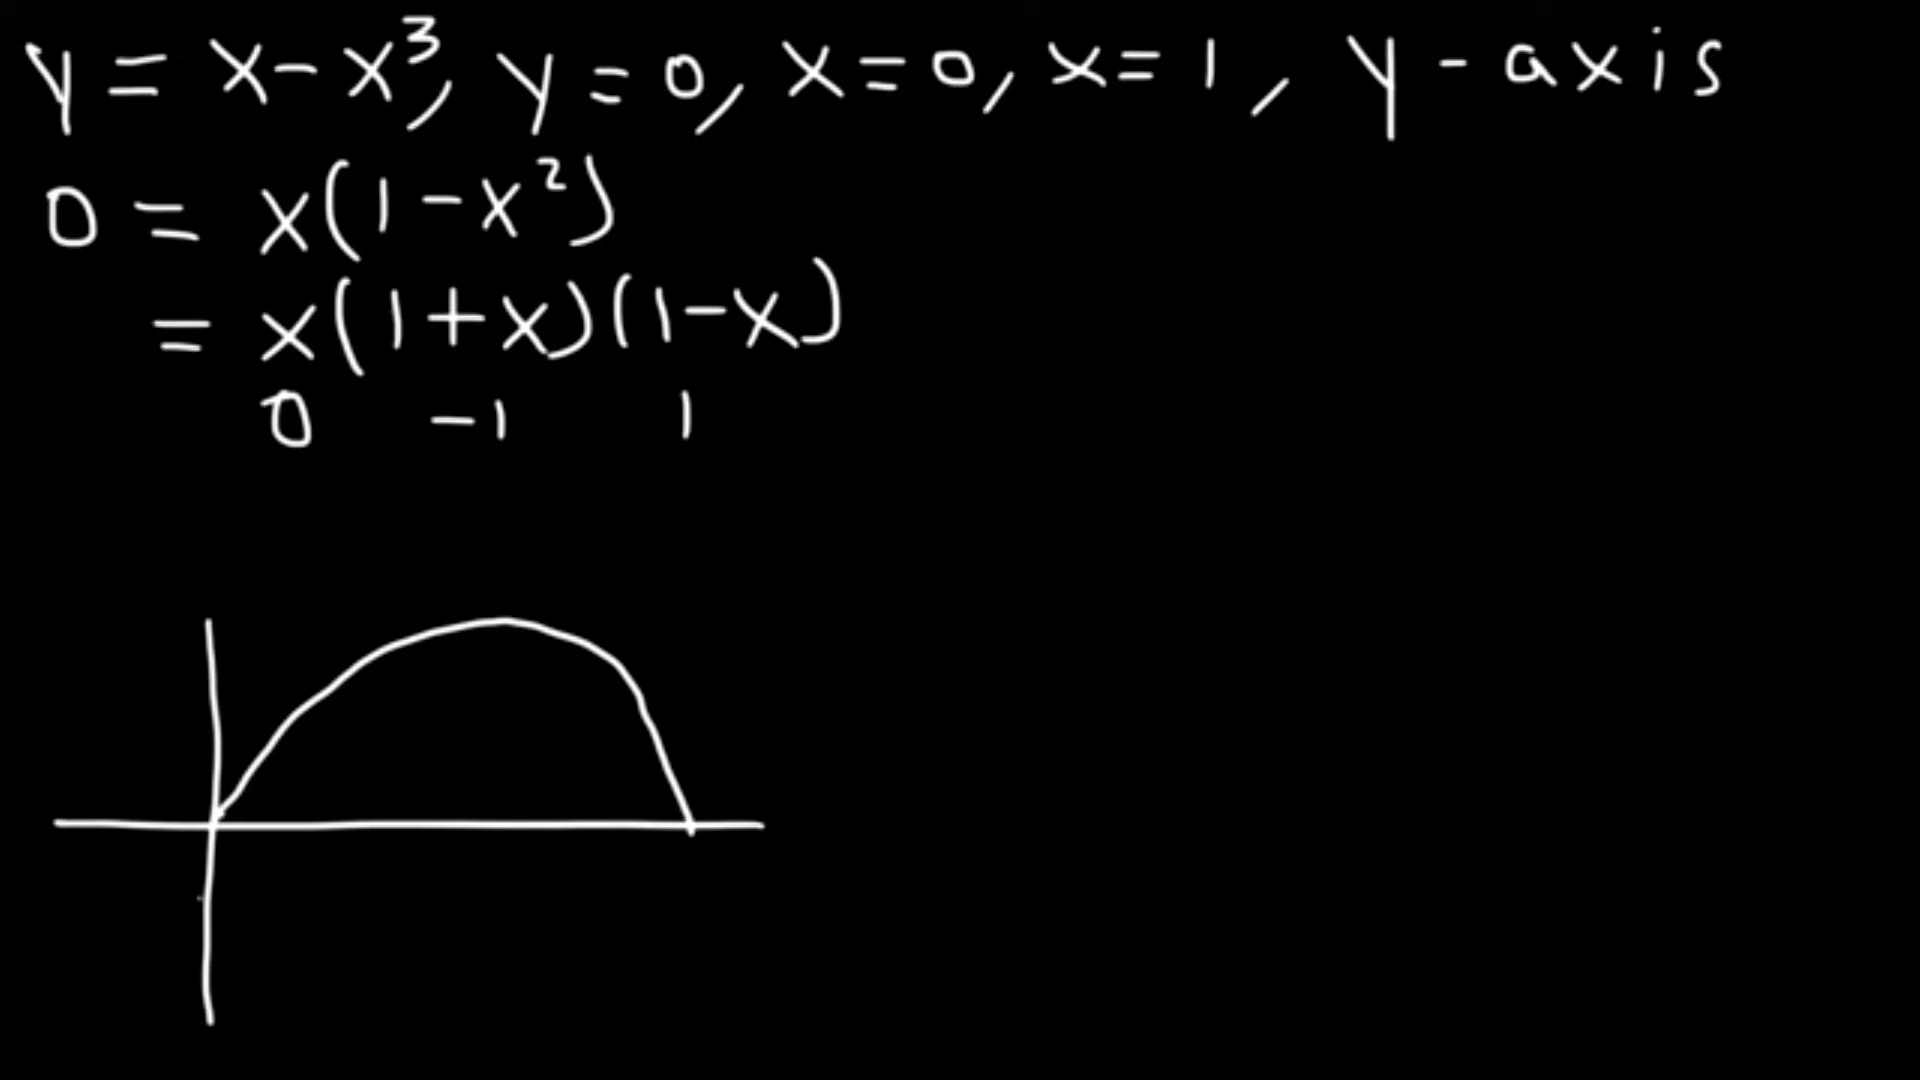 y = x - x³, y = 0, x = 0, x = 1, y - axis
0 = x(1 - x²)
= x(1 + x)(1 - x)
0 -1 1